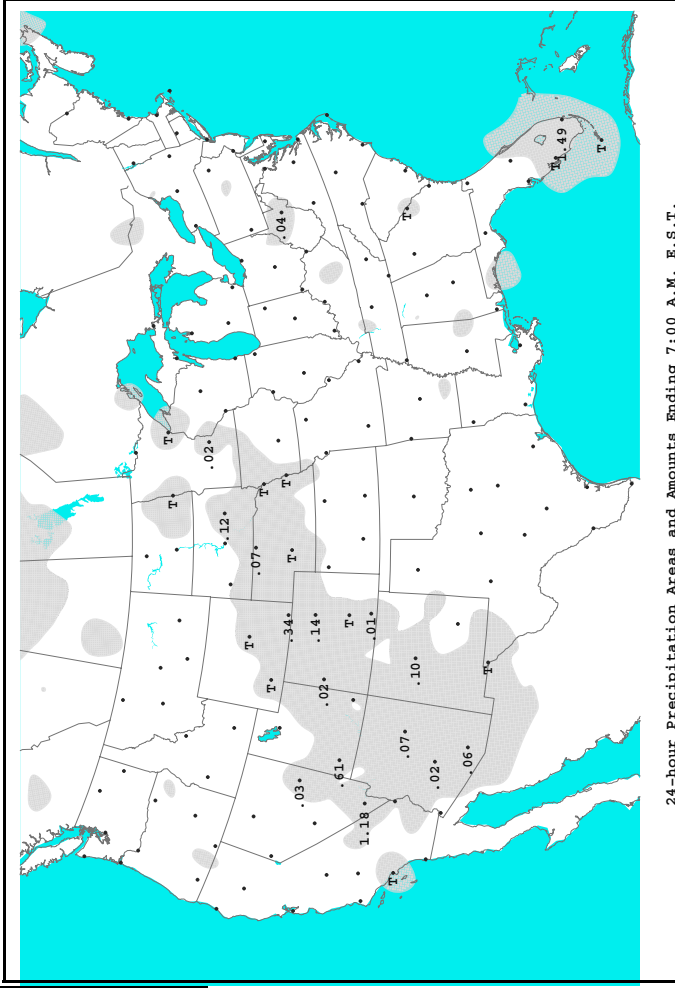 T
T
.02
.12
T
.07
T
T
.04
T
.34
T
.03
.14
.02
.61
T
1.18
.01
T
.07
T
.10
.02
.06
T
T
1.49
T
24-hour Precipitation Areas and Amounts Ending 7:00 A.M. E.S.T.